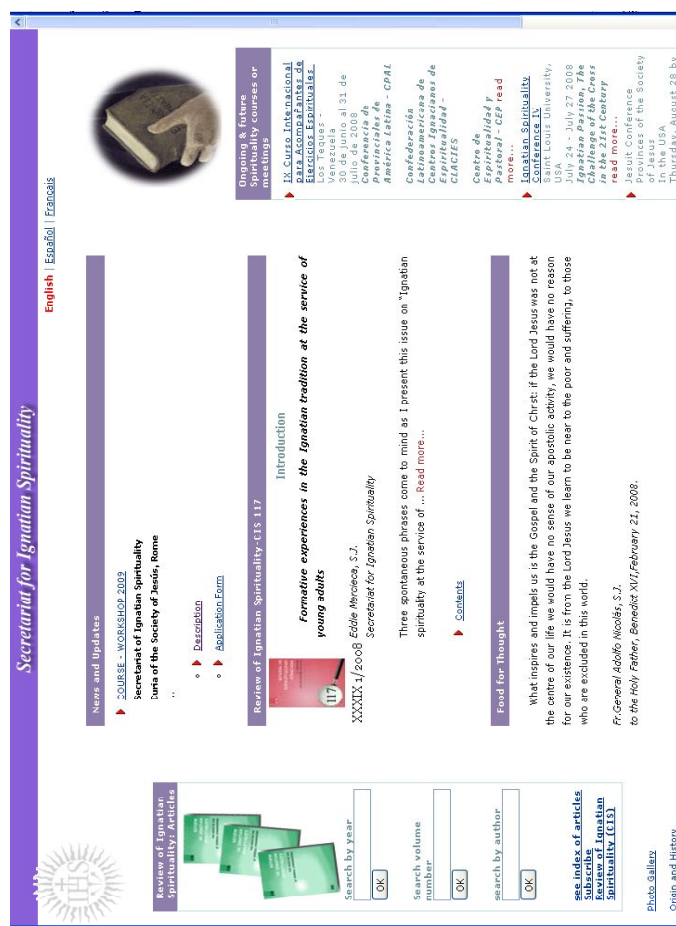 Secretariat for Ignatian Spirituality
English | Español | Français
IHS
Review of Ignatian
Spirituality: Articles
Search by year
OK
Search volume
number
OK
search by author
OK
see index of articles
Subscribe
Review of Ignatian
Spirituality (CIS)
Photo Gallery
Origin and History
News and Updates
COURSE - WORKSHOP 2009
Secretariat of Ignatian Spirituality
Curia of the Society of Jesús, Rome
..
Description
Application Form
Review of Ignatian Spirituality-CIS 117
Introduction
117
Formative experiences in the Ignatian tradition at the service of
young adults
XXXIX 1/2008 Eddie Mercieca, S.J.
Secretariat for Ignatian Spirituality
Three spontaneous phrases come to mind as I present this issue on "Ignatian
spirituality at the service of ... Read more...
Contents
Food for Thought
What inspires and impels us is the Gospel and the Spirit of Christ: if the Lord Jesus was not at
the centre of our life we would have no sense of our apostolic activity, we would have no reason
for our existence. It is from the Lord Jesus we learn to be near to the poor and suffering, to those
who are excluded in this world.
Fr.General Adolfo Nicolás, S.J.
to the Holy Father, Benedict XVI,February 21, 2008.
Ongoing & future
Spirituality courses or
meetings
IX Curso Internacional
para Acompañantes de
Ejercicios Espirituales
Los Teques -
Venezuela
30 de junio al 31 de
julio de 2008
Conferencia de
Provinciales de
América Latina - CPAL
Confederación
Latinoamericana de
Centros Ignacianos de
Espiritualidad -
CLACIES
Centro de
Espiritualidad y
Pastoral - CEP read
more...
Ignatian Spirituality
Conference IV
Saint Louis University,
USA
July 24 - July 27 2008
Ignatian Passion, The
Challenge of the Cross
in the 21st Century
read more...
Jesuit Conference
Provinces of the Society
of Jesus
In the USA
Thursday, August 28 by